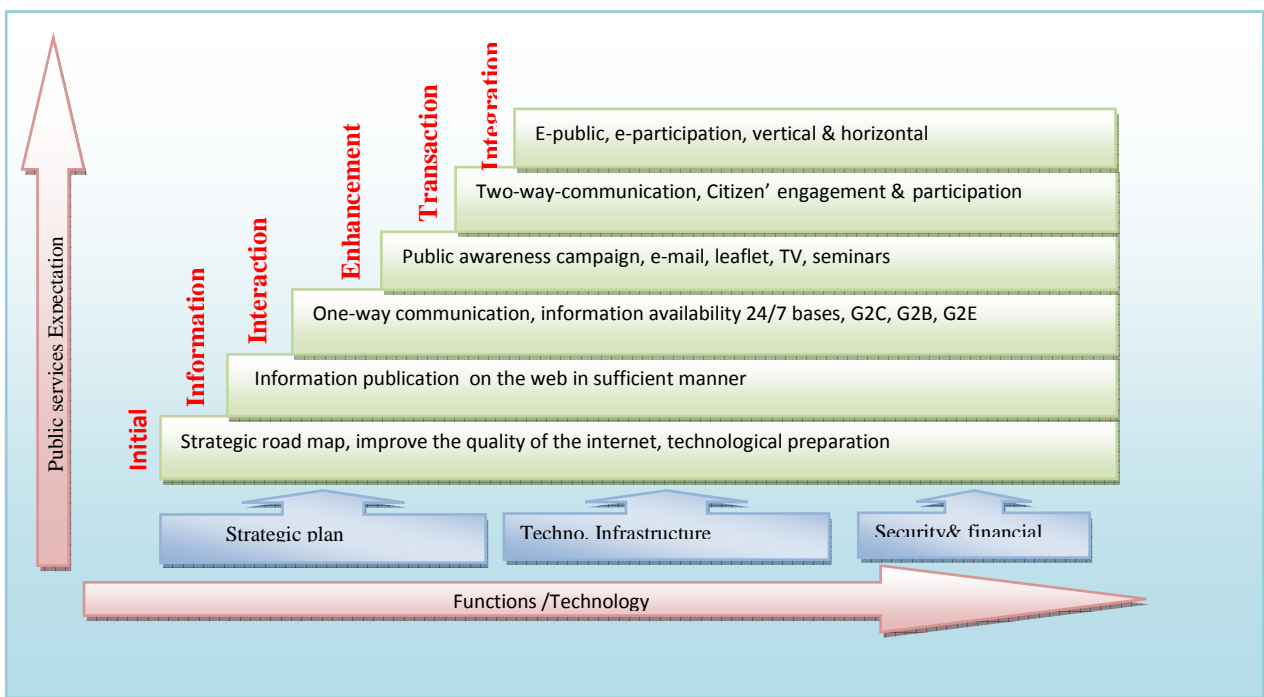 Integration
E-public, e-participation, vertical & horizontal
Transaction
Two-way-communication, Citizen’ engagement & participation
Enhancement
Public awareness campaign, e-mail, leaflet, TV, seminars
Interaction
One-way communication, information availability 24/7 bases, G2C, G2B, G2E
Information
Information publication on the web in sufficient manner
Initial
Strategic road map, improve the quality of the internet, technological preparation
Public services Expectation
Strategic plan
Techno. Infrastructure
Security& financial
Functions /Technology